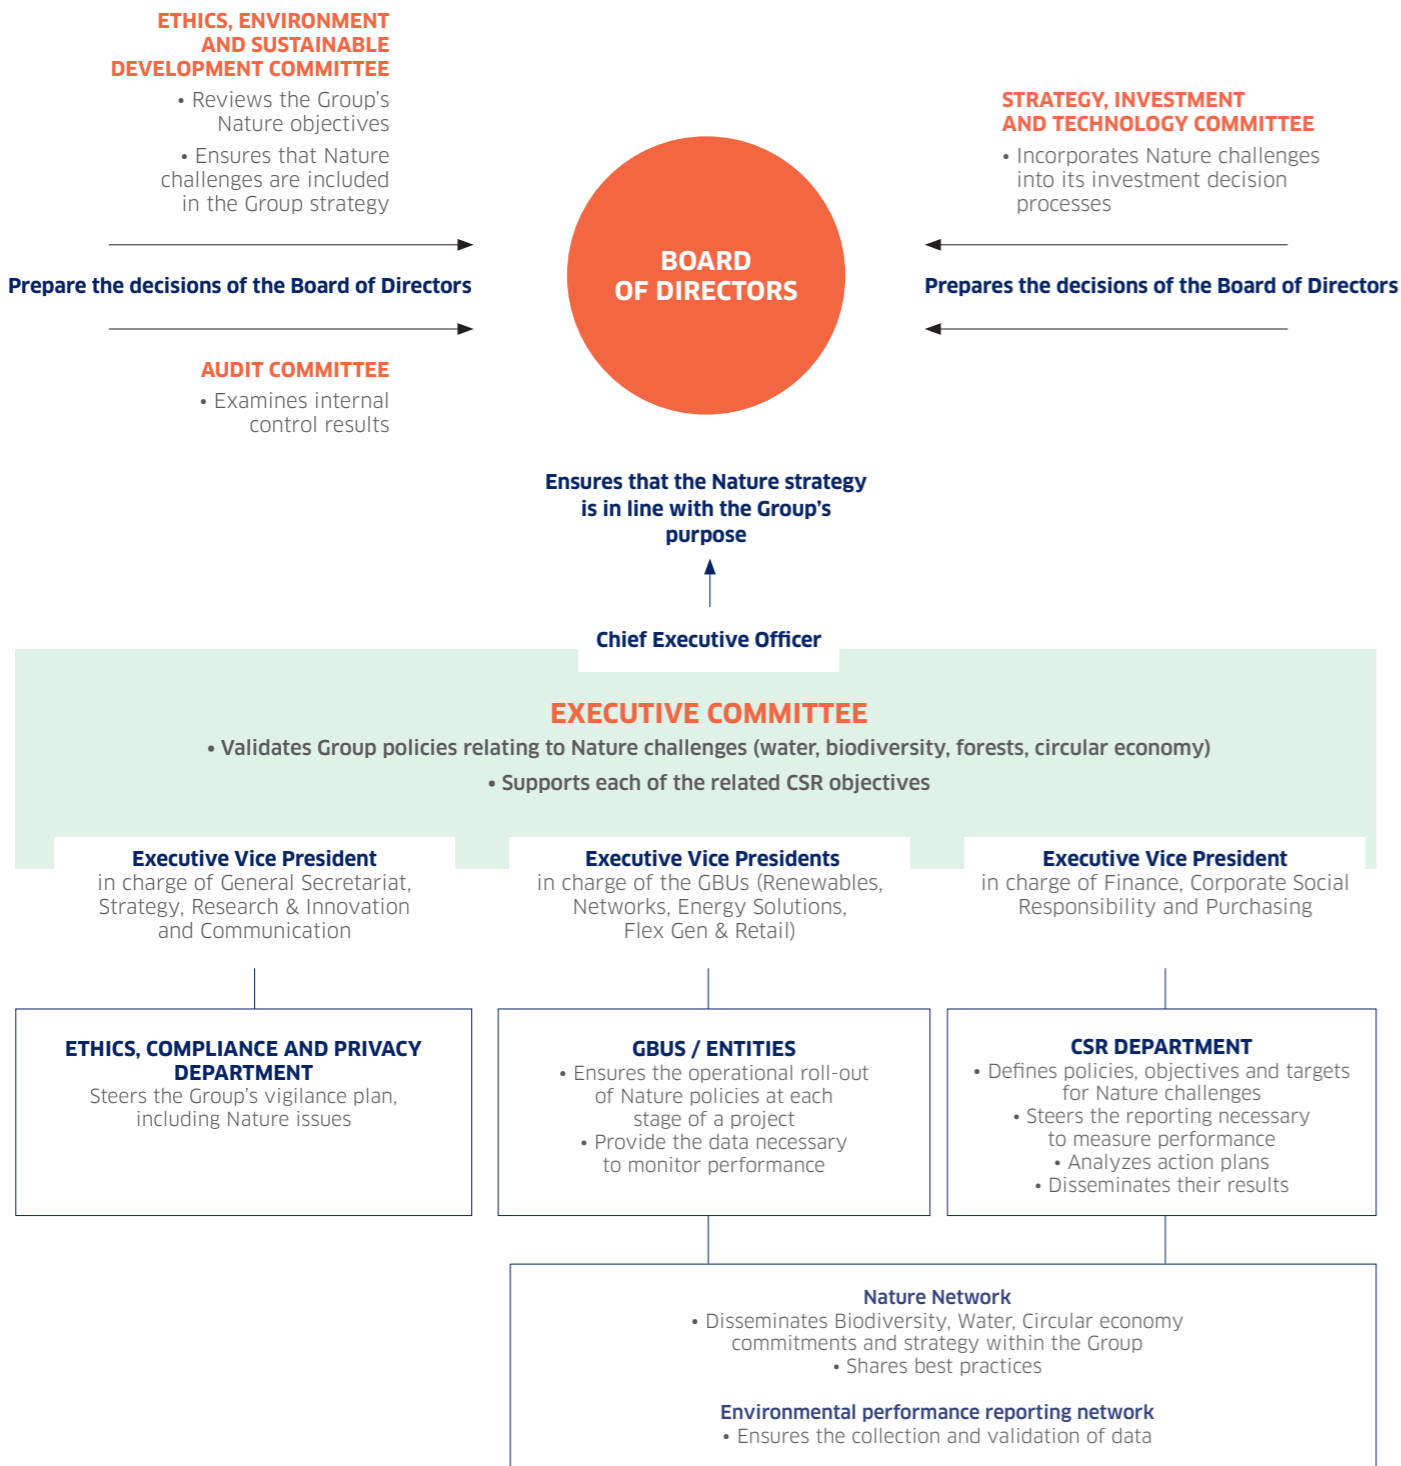 ETHICS, ENVIRONMENT
AND SUSTAINABLE
DEVELOPMENT COMMITTEE
• Reviews the Group's
Nature objectives
• Ensures that Nature
challenges are included
in the Group strategy
Prepare the decisions of the Board of Directors
AUDIT COMMITTEE
• Examines internal
control results
BOARD
OF DIRECTORS
STRATEGY, INVESTMENT
AND TECHNOLOGY COMMITTEE
• Incorporates Nature challenges
into its investment decision
processes
Prepares the decisions of the Board of Directors
Ensures that the Nature strategy
is in line with the Group's
purpose
Chief Executive Officer
EXECUTIVE COMMITTEE
• Validates Group policies relating to Nature challenges (water, biodiversity, forests, circular economy)
• Supports each of the related CSR objectives
Executive Vice President
in charge of General Secretariat,
Strategy, Research & Innovation
and Communication
Executive Vice Presidents
in charge of the GBUs (Renewables,
Networks, Energy Solutions,
Flex Gen & Retail)
Executive Vice President
in charge of Finance, Corporate Social
Responsibility and Purchasing
ETHICS, COMPLIANCE AND PRIVACY
DEPARTMENT
Steers the Group's vigilance plan,
including Nature issues
GBUS / ENTITIES
• Ensures the operational roll-out
of Nature policies at each
stage of a project
• Provide the data necessary
to monitor performance
CSR DEPARTMENT
• Defines policies, objectives and targets
for Nature challenges
• Steers the reporting necessary
to measure performance
• Analyzes action plans
• Disseminates their results
Nature Network
• Disseminates Biodiversity, Water, Circular economy
commitments and strategy within the Group
• Shares best practices
Environmental performance reporting network
• Ensures the collection and validation of data